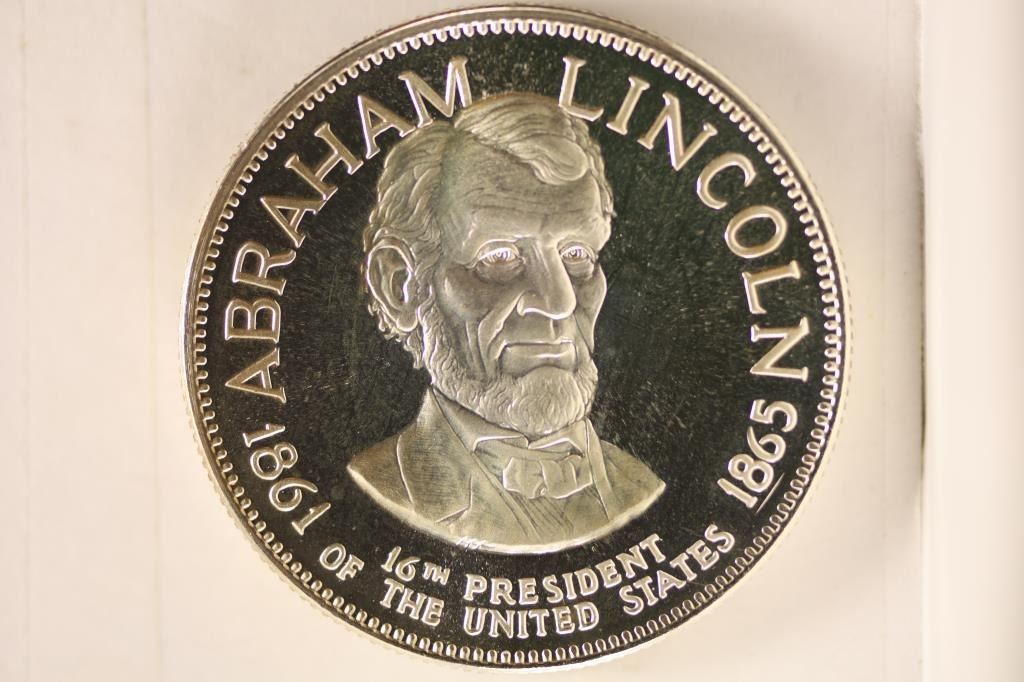 ABRAHAM LINCOLN
1861
1865
16TH PRESIDENT
OF THE UNITED STATES